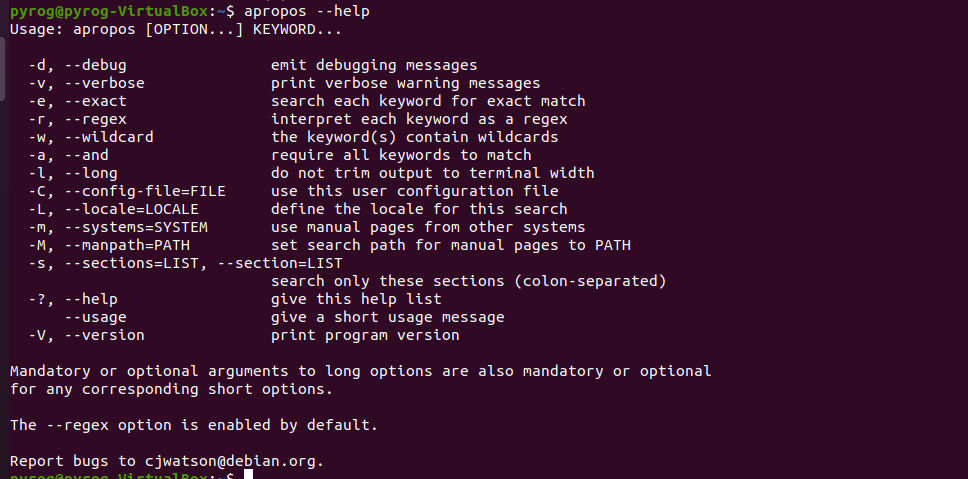 pyrog@pyrog-VirtualBox:~$ apropos --help
Usage: apropos [OPTION...] KEYWORD...
-d, --debug emit debugging messages
-v, --verbose print verbose warning messages
-e, --exact search each keyword for exact match
-r, --regex interpret each keyword as a regex
-w, --wildcard the keyword(s) contain wildcards
-a, --and require all keywords to match
-l, --long do not trim output to terminal width
-C, --config-file=FILE use this user configuration file
-L, --locale=LOCALE define the locale for this search
-m, --systems=SYSTEM use manual pages from other systems
-M, --manpath=PATH set search path for manual pages to PATH
-s, --sections=LIST, --section=LIST
search only these sections (colon-separated)
-?, --help give this help list
--usage give a short usage message
-V, --version print program version
Mandatory or optional arguments to long options are also mandatory or optional
for any corresponding short options.
The --regex option is enabled by default.
Report bugs to cjwatson@debian.org.
pyrog@pyrog-VirtualBox:~$